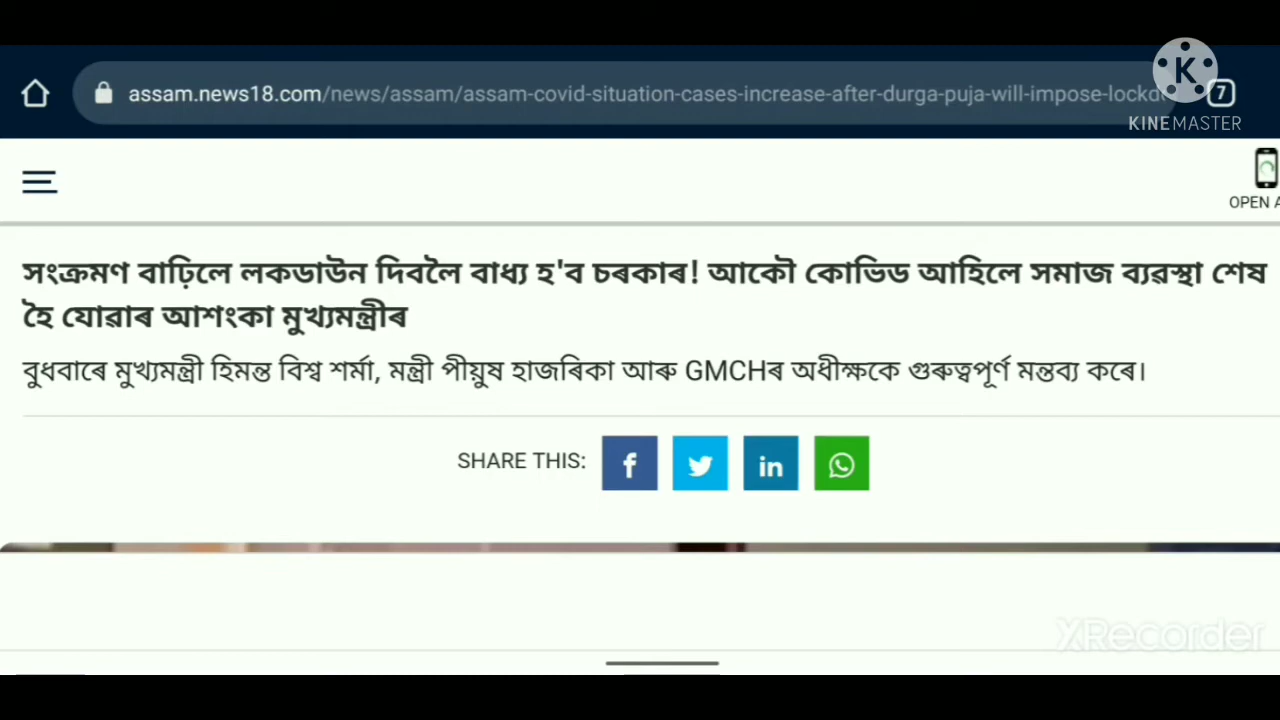 K
KINEMASTER
assam.news18.com/news/assam/assam-covid-situation-cases-increase-after-durga-puja-will-impose-lockd
7
OPEN A
সংক্ৰমণ বাঢ়িলে লকডাউন দিবলৈ বাধ্য হ'ব চৰকাৰ! আকৌ কোভিড আহিলে সমাজ ব্যৱস্থা শেষ
হৈ যোৱাৰ আশংকা মুখ্যমন্ত্ৰীৰ
বুধবাৰে মুখ্যমন্ত্ৰী হিমন্ত বিশ্ব শৰ্মা, মন্ত্ৰী পীয়ুষ হাজৰিকা আৰু GMCHৰ অধীক্ষকে গুৰুত্বপূৰ্ণ মন্তব্য কৰে।
SHARE THIS:
XRecorder